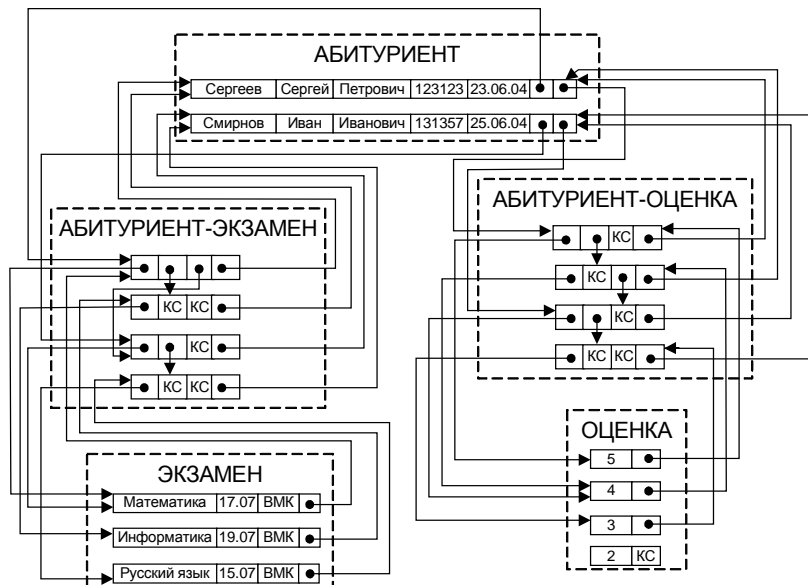 АБИТУРИЕНТ
Сергеев Сергей Петрович 123123 23.06.04
Смирнов Иван Иванович 131357 25.06.04
АБИТУРИЕНТ-ЭКЗАМЕН
КС КС
КС
КС КС
АБИТУРИЕНТ-ОЦЕНКА
КС
КС
КС
КС КС
ЭКЗАМЕН
Математика 17.07 ВМК
Информатика 19.07 ВМК
Русский язык 15.07 ВМК
ОЦЕНКА
5
4
3
2 КС